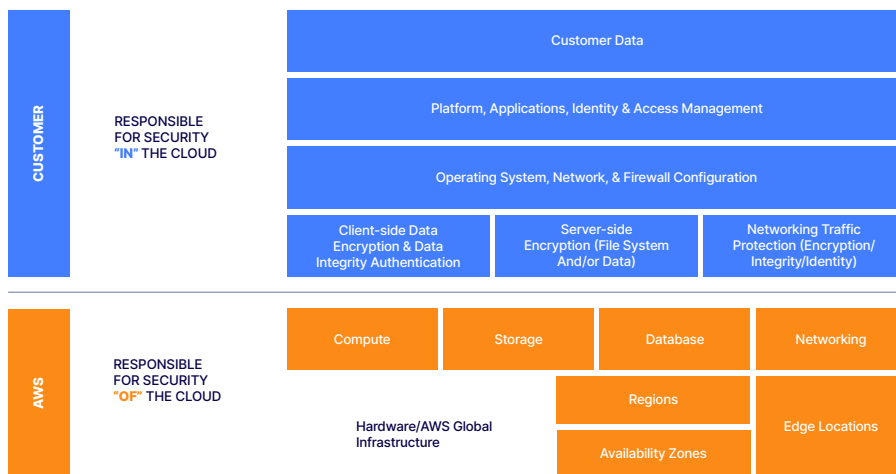 CUSTOMER
RESPONSIBLE
FOR SECURITY
“IN” THE CLOUD
Customer Data
Platform, Applications, Identity & Access Management
Operating System, Network, & Firewall Configuration
Client-side Data
Encryption & Data
Integrity Authentication
Server-side
Encryption (File System
And/or Data)
Networking Traffic
Protection (Encryption/
Integrity/Identity)
AWS
RESPONSIBLE
FOR SECURITY
“OF” THE CLOUD
Compute
Storage
Database
Networking
Hardware/AWS Global
Infrastructure
Regions
Availability Zones
Edge Locations